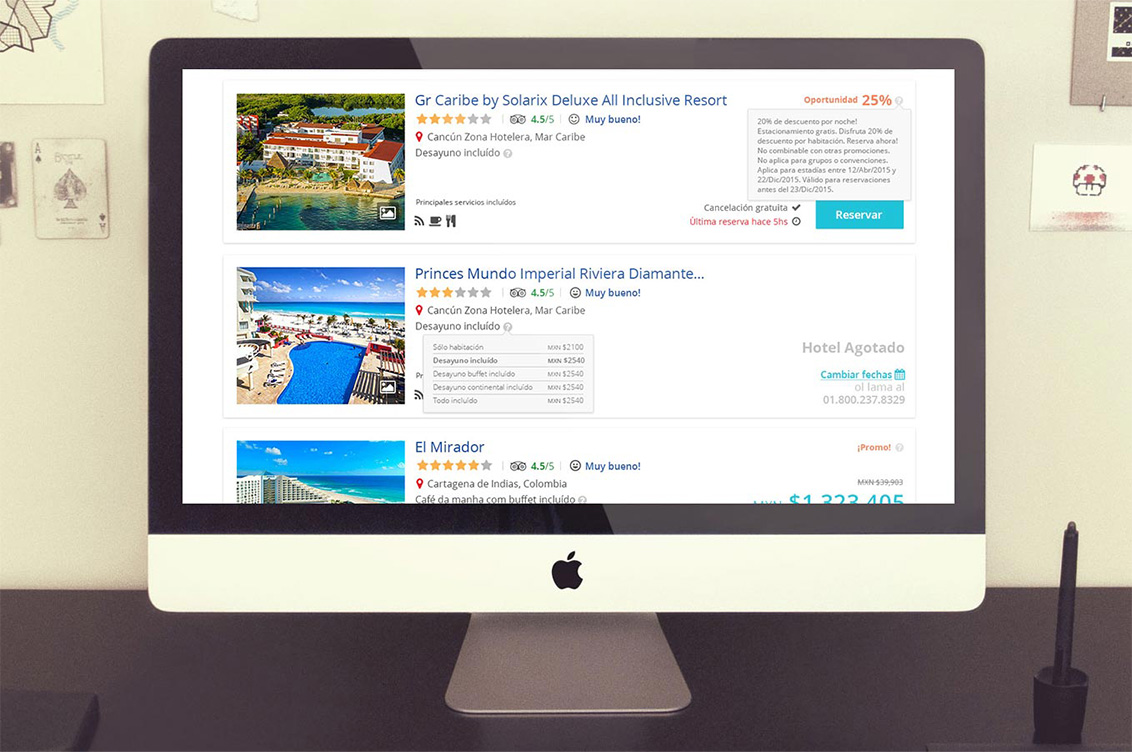 Gr Caribe by Solarix Deluxe All Inclusive Resort
4.5/5 Muy bueno!
Cancún Zona Hotelera, Mar Caribe
Desayuno incluído
Principales servicios incluídos
Oportunidad 25%
20% de descuento por noche!
Estacionamiento gratis. Disfruta 20% de
descuento por habitación. Reserva ahora!
No combinable con otras promociones.
No aplica para grupos o convenciones.
Aplica para estadías entre 12/Abr/2015 y
22/Dic/2015. Válido para reservaciones
antes del 23/Dic/2015.
Cancelación gratuita
Última reserva hace 5hs
Reservar
Princes Mundo Imperial Riviera Diamante...
4.5/5 Muy bueno!
Cancún Zona Hotelera, Mar Caribe
Desayuno incluído
Sólo habitación MXN $2100
Desayuno incluído MXN $2540
Desayuno buffet incluído MXN $2540
Desayuno continental incluído MXN $2540
Todo incluído MXN $2540
Pr
Hotel Agotado
Cambiar fechas
ol lama al
01.800.237.8329
El Mirador
4.5/5 Muy bueno!
Cartagena de Indias, Colombia
Café da manha com buffet incluído
¡Promo!
MXN $39,903
MXN $1,323,405
A